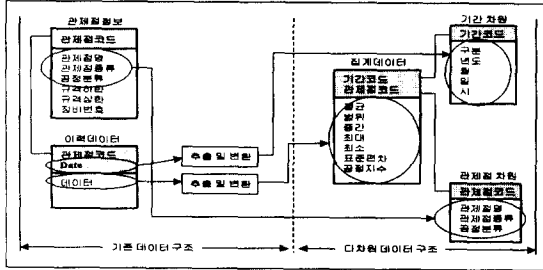 관제점정보
관제점코드
관제점명
관제점종류
공정분류
규격하한
규격상한
장비번호
이력데이터
관제점코드
Date
데이터
추출 및 변환
추출 및 변환
집계데이터
기간코드
관제점코드
평균
범위
중간
최대
최소
표준편차
공정지수
기간 차원
기간코드
구분
년도
월
일
시
관제점 차원
관제점코드
관제점명
관제점종류
공정분류
기존 데이터 구조
다차원 데이터 구조